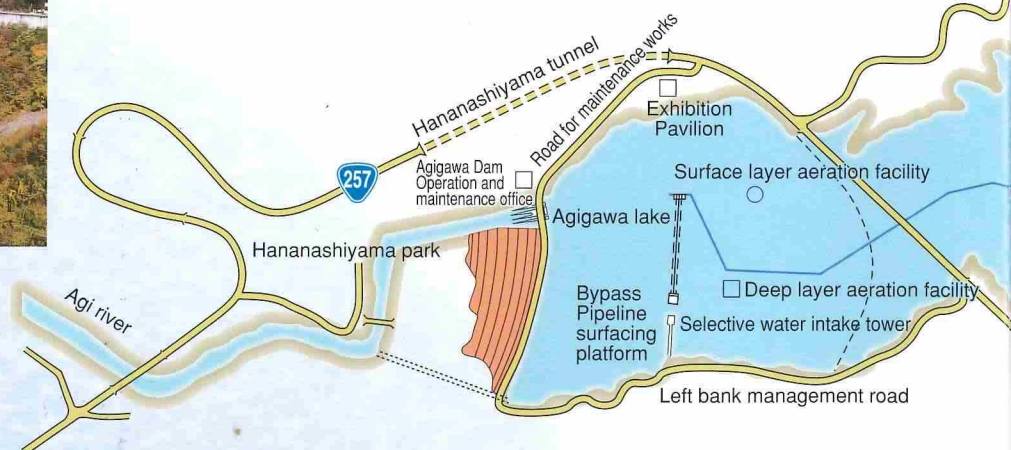 Hananashiyama tunnel
Road for maintenance works
Exhibition
Pavilion
257
Agigawa Dam
Operation and
maintenance office
Surface layer aeration facility
Agigawa lake
Hananashiyama park
Agi river
Bypass
Pipeline
surfacing
platform
Deep layer aeration facility
Selective water intake tower
Left bank management road